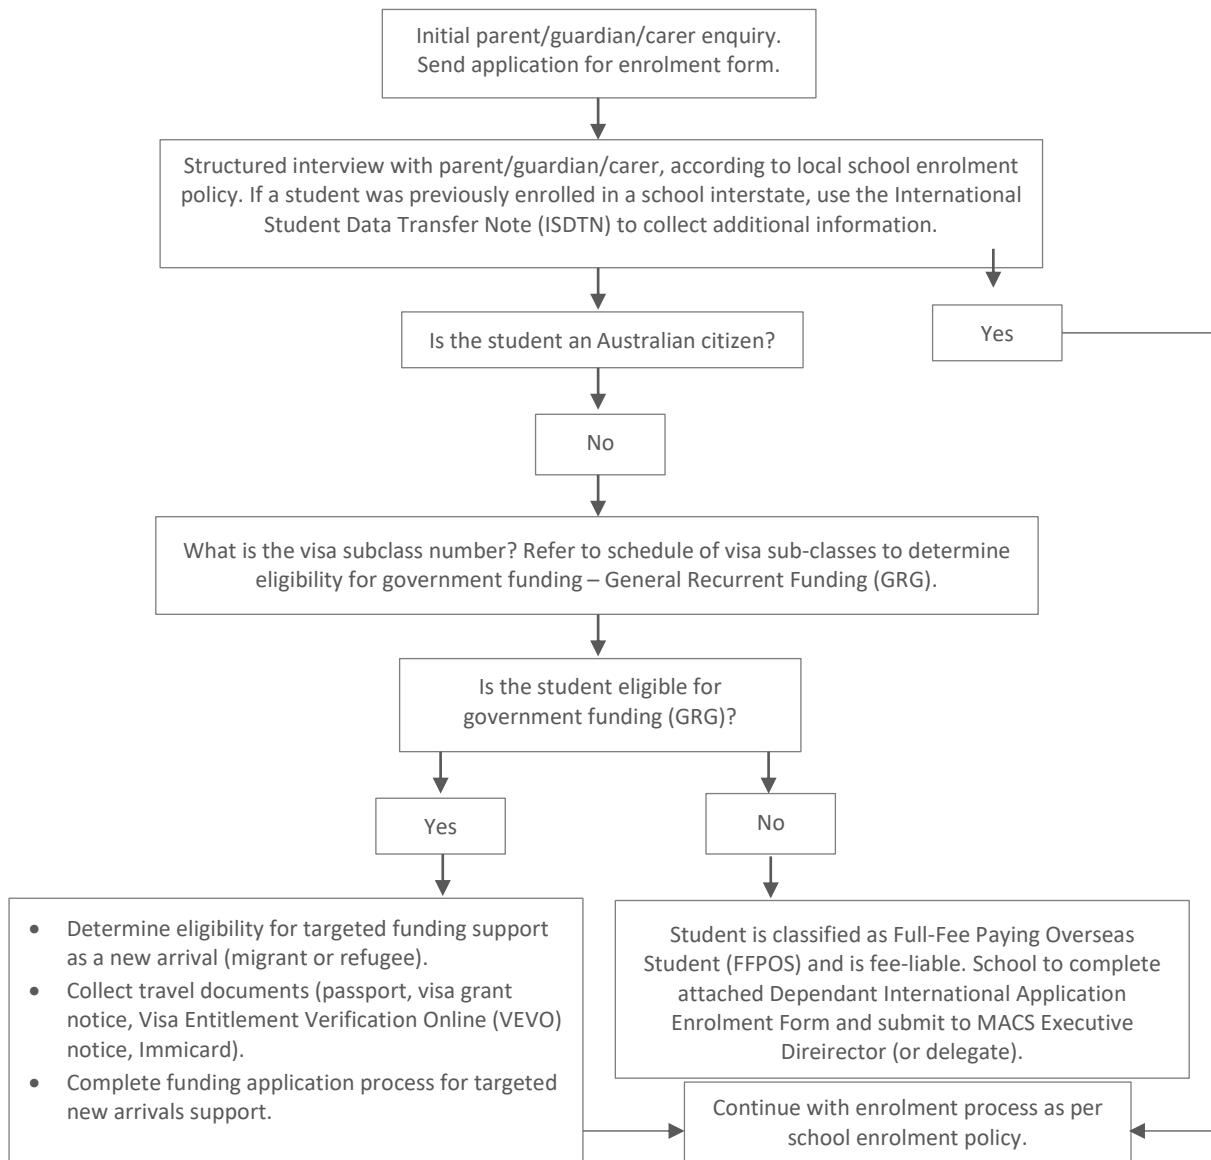 Initial parent/guardian/carer enquiry.
Send application for enrolment form.
Structured interview with parent/guardian/carer, according to local school enrolment
policy. If a student was previously enrolled in a school interstate, use the International
Student Data Transfer Note (ISDTN) to collect additional information.
Is the student an Australian citizen?
Yes
No
What is the visa subclass number? Refer to schedule of visa sub-classes to determine
eligibility for government funding – General Recurrent Funding (GRG).
Is the student eligible for
government funding (GRG)?
Yes
No
• Determine eligibility for targeted funding support
as a new arrival (migrant or refugee).
• Collect travel documents (passport, visa grant
notice, Visa Entitlement Verification Online (VEVO)
notice, Immicard).
• Complete funding application process for targeted
new arrivals support.
Student is classified as Full-Fee Paying Overseas
Student (FFPOS) and is fee-liable. School to complete
attached Dependant International Application
Enrolment Form and submit to MACS Executive
Direirector (or delegate).
Continue with enrolment process as per
school enrolment policy.